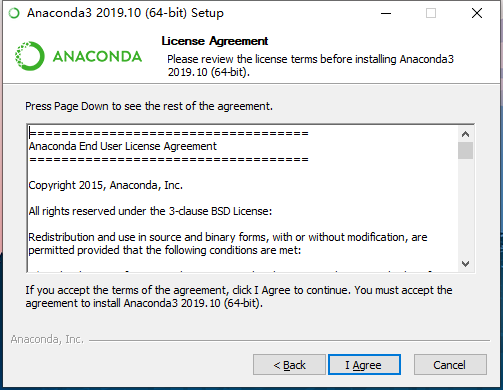 Anaconda3 2019.10 (64-bit) Setup
ANACONDA
License Agreement
Please review the license terms before installing Anaconda3
2019.10 (64-bit).
Press Page Down to see the rest of the agreement.
===================================
Anaconda End User License Agreement
===================================
Copyright 2015, Anaconda, Inc.
All rights reserved under the 3-clause BSD License:
Redistribution and use in source and binary forms, with or without modification, are
permitted provided that the following conditions are met:
If you accept the terms of the agreement, click I Agree to continue. You must accept the
agreement to install Anaconda3 2019.10 (64-bit).
Anaconda, Inc.
< Back
I Agree
Cancel